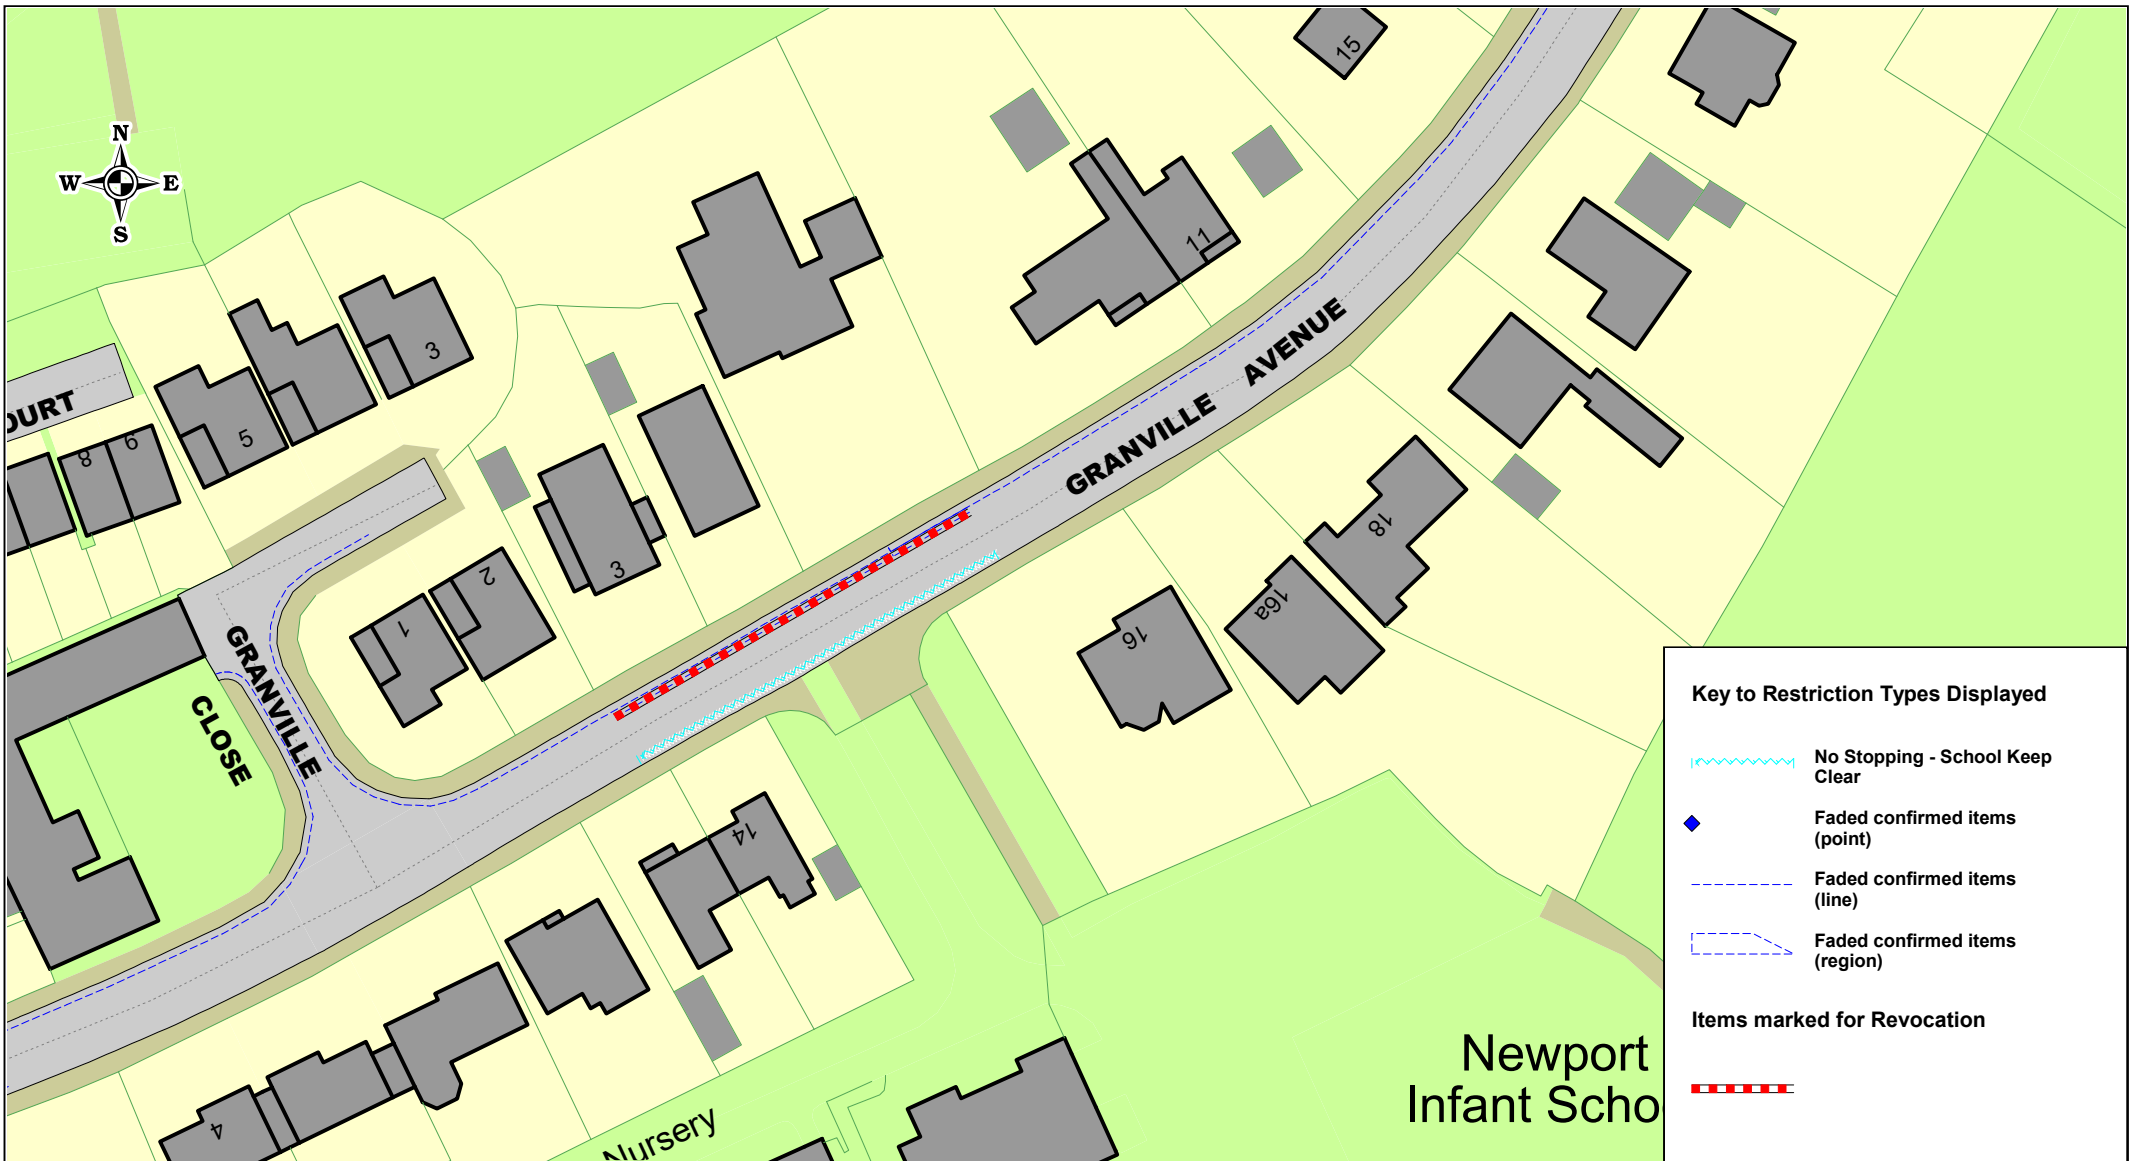 N
W E
S
15
11
3
5
OURT
8
6
3
2
1
GRANVILLE AVENUE
18
16a
16
GRANVILLE
CLOSE
14
4
Nursery
Newport
Infant Schoo
Key to Restriction Types Displayed
No Stopping - School Keep
Clear
Faded confirmed items
(point)
Faded confirmed items
(line)
Faded confirmed items
(region)
Items marked for Revocation